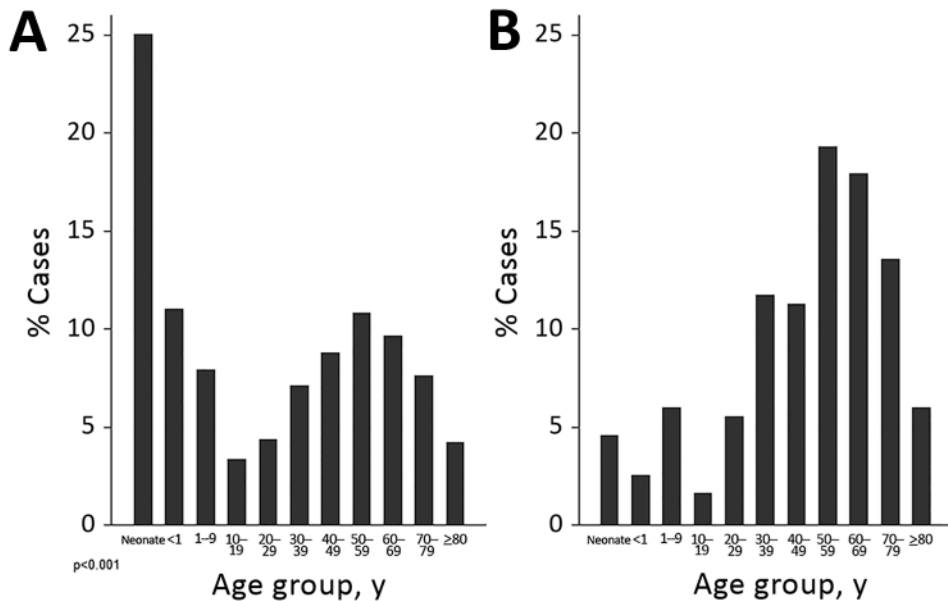 A
25
20
15
10
5
0
% Cases
Neonate <1 1–9 10–19 20–29 30–39 40–49 50–59 60–69 70–79 ≥80
p<0.001
Age group, y
B
25
20
15
10
5
0
% Cases
Neonate <1 1–9 10–19 20–29 30–39 40–49 50–59 60–69 70–79 ≥80
Age group, y